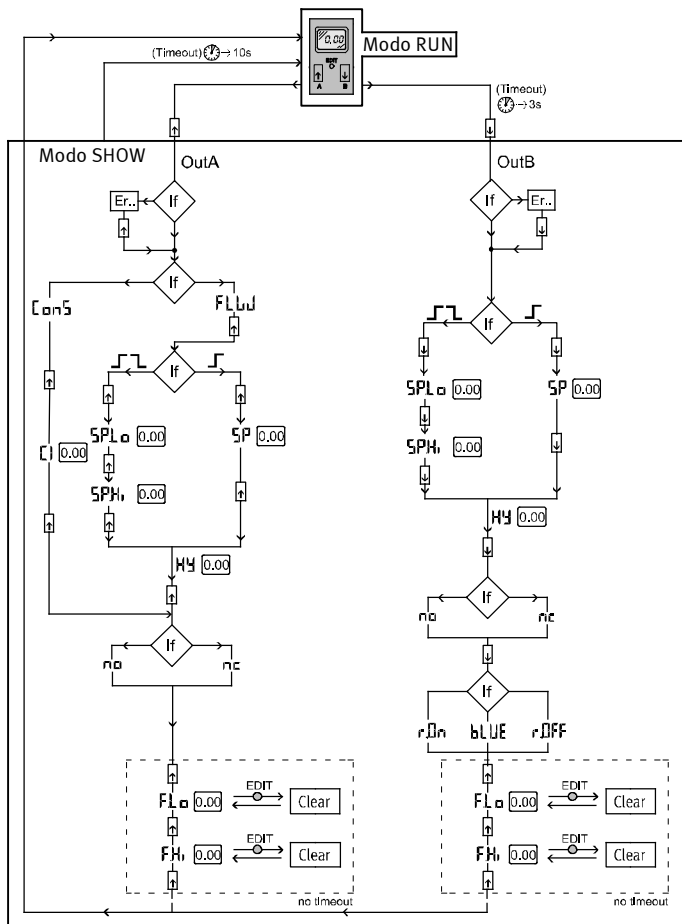 0.00
Modo RUN
EDIT
A B
(Timeout) → 10s
(Timeout)
→ 3s
Modo SHOW
OutA
OutB
Er..
If
If
Er..
If
ConS
FLW
If
If
SPLo 0.00
SP 0.00
SPHi
CI 0.00
SPLo 0.00
SP 0.00
SPHi
HY 0.00
HY 0.00
If
no
nc
If
no
nc
If
r.On
bLUE
r.OFF
FLo 0.00
EDIT
Clear
FHi 0.00
EDIT
Clear
no timeout
FLo 0.00
EDIT
Clear
FHi 0.00
EDIT
Clear
no timeout